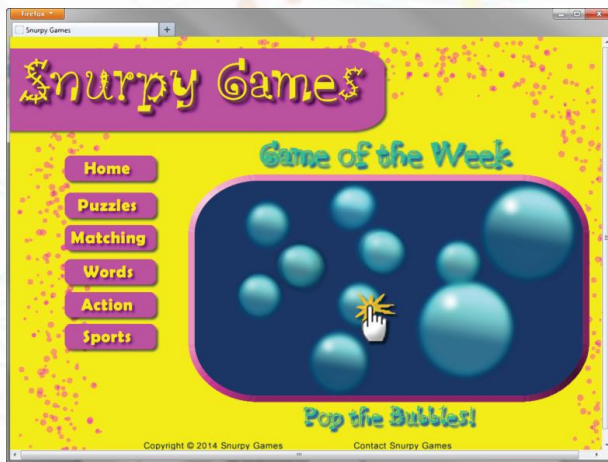 Firefox
Snurpy Games
Snurpy Games
Game of the Week
Home
Puzzles
Matching
Words
Action
Sports
Pop the Bubbles!
Copyright © 2014 Snurpy Games Contact Snurpy Games